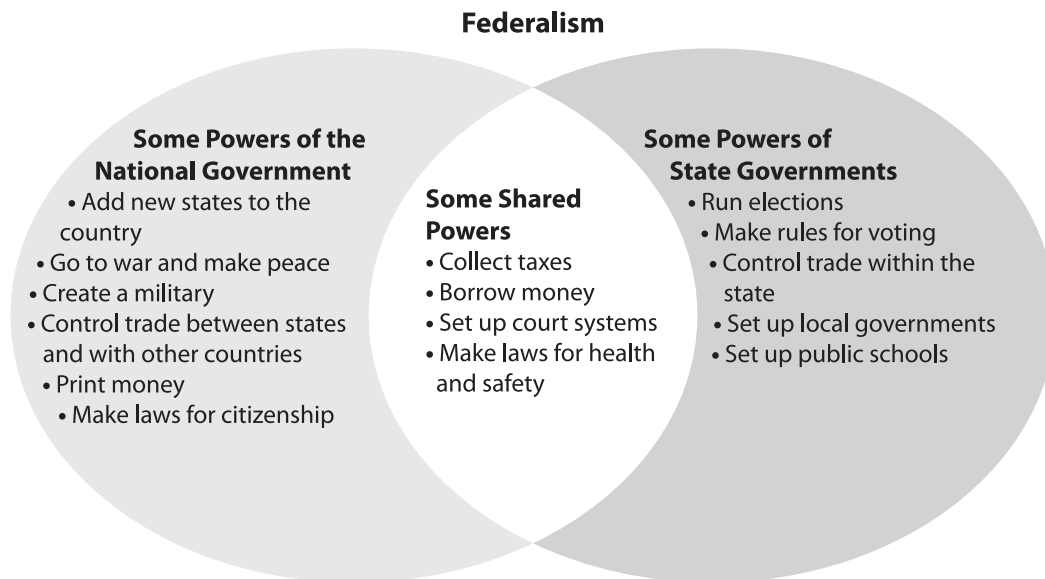 Federalism
Some Powers of the
National Government
• Add new states to the
country
• Go to war and make peace
• Create a military
• Control trade between states
and with other countries
• Print money
• Make laws for citizenship
Some Shared
Powers
• Collect taxes
• Borrow money
• Set up court systems
• Make laws for health
and safety
Some Powers of
State Governments
• Run elections
• Make rules for voting
• Control trade within the
state
• Set up local governments
• Set up public schools